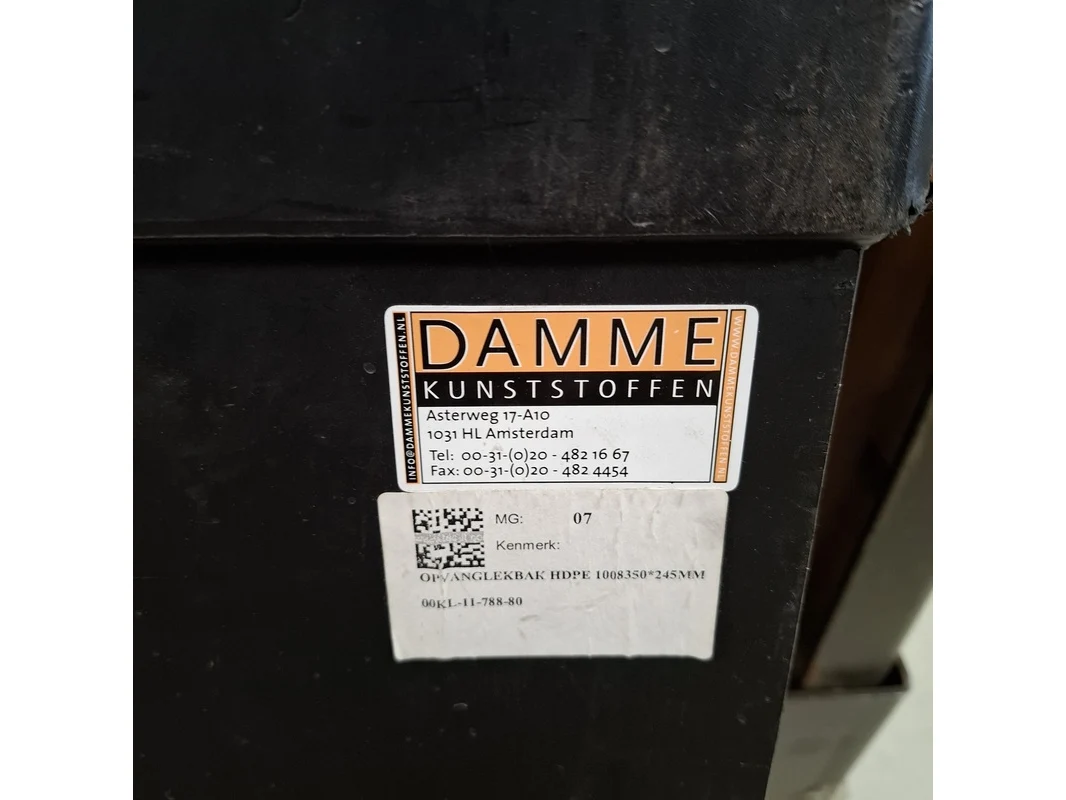 INFO@DAMMEKUNSTSTOFFEN.NL
DAMME
KUNSTSTOFFEN
WWW.DAMMEKUNSTSTOFFEN.NL
Asterweg 17-A10
1031 HL Amsterdam
Tel: 00-31-(0)20 - 482 16 67
Fax: 00-31-(0)20 - 482 4454
MG: 07
Kenmerk:
OPVANGLEKBAK HDPE 1008350*245MM
00KL-11-788-80